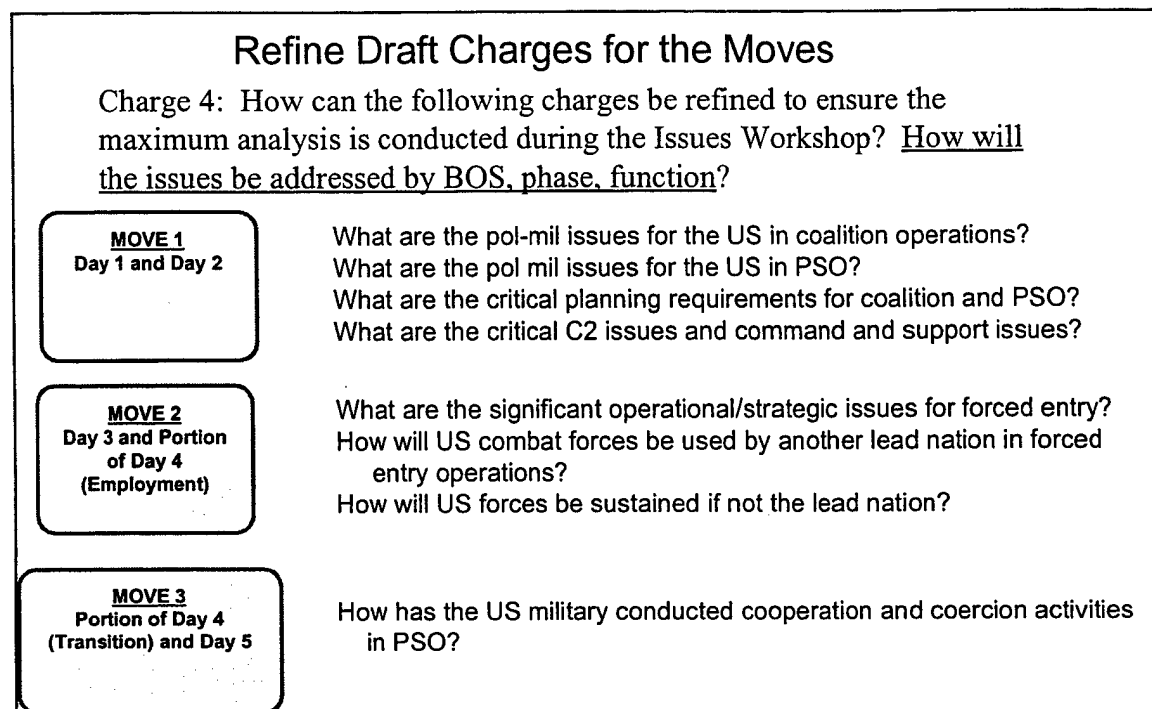 Refine Draft Charges for the Moves
Charge 4: How can the following charges be refined to ensure the
maximum analysis is conducted during the Issues Workshop? How will
the issues be addressed by BOS, phase, function?
MOVE 1
Day 1 and Day 2
What are the pol-mil issues for the US in coalition operations?
What are the pol mil issues for the US in PSO?
What are the critical planning requirements for coalition and PSO?
What are the critical C2 issues and command and support issues?
MOVE 2
Day 3 and Portion
of Day 4
(Employment)
What are the significant operational/strategic issues for forced entry?
How will US combat forces be used by another lead nation in forced
entry operations?
How will US forces be sustained if not the lead nation?
MOVE 3
Portion of Day 4
(Transition) and Day 5
How has the US military conducted cooperation and coercion activities
in PSO?